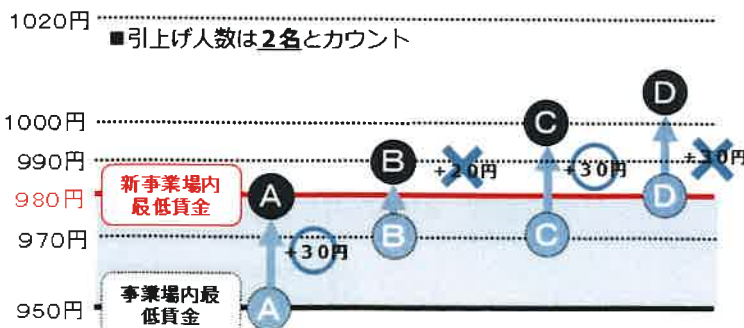 1020円
■引上げ人数は2名とカウント
D
1000円
C
990円
B
+20円
+30円
+30円
新事業場内
最低賃金
980円
A
D
970円
B
C
+30円
事業場内最
低賃金
950円
A